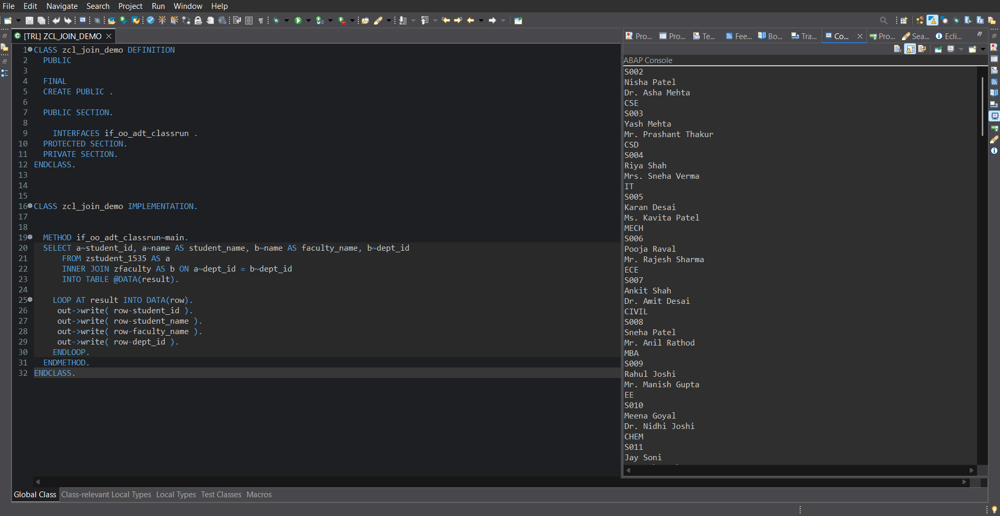 File Edit Navigate Search Project Run Window Help
[TRL] ZCL_JOIN_DEMO
1 CLASS zcl_join_demo DEFINITION
2 PUBLIC
3
4 FINAL
5 CREATE PUBLIC .
6
7 PUBLIC SECTION.
8
9 INTERFACES if_oo_adt_classrun .
10 PROTECTED SECTION.
11 PRIVATE SECTION.
12 ENDCLASS.
13
14
15
16 CLASS zcl_join_demo IMPLEMENTATION.
17
18
19 METHOD if_oo_adt_classrun~main.
20 SELECT a~student_id, a~name AS student_name, b~name AS faculty_name, b~dept_id
21 FROM zstudent_1535 AS a
22 INNER JOIN zfaculty AS b ON a~dept_id = b~dept_id
23 INTO TABLE @DATA(result).
24
25 LOOP AT result INTO DATA(row).
26 out->write( row-student_id ).
27 out->write( row-student_name ).
28 out->write( row-faculty_name ).
29 out->write( row-dept_id ).
30 ENDLOOP.
31 ENDMETHOD.
32 ENDCLASS.
Global Class Class-relevant Local Types Local Types Test Classes Macros
Pro... Pro... Te... Fee... Bo... Tra... Co... Pro... Sea... Ecli...
ABAP Console
S002
Nisha Patel
Dr. Asha Mehta
CSE
S003
Yash Mehta
Mr. Prashant Thakur
CSD
S004
Riya Shah
Mrs. Sneha Verma
IT
S005
Karan Desai
Ms. Kavita Patel
MECH
S006
Pooja Raval
Mr. Rajesh Sharma
ECE
S007
Ankit Shah
Dr. Amit Desai
CIVIL
S008
Sneha Patel
Mr. Anil Rathod
MBA
S009
Rahul Joshi
Mr. Manish Gupta
EE
S010
Meena Goyal
Dr. Nidhi Joshi
CHEM
S011
Jay Soni